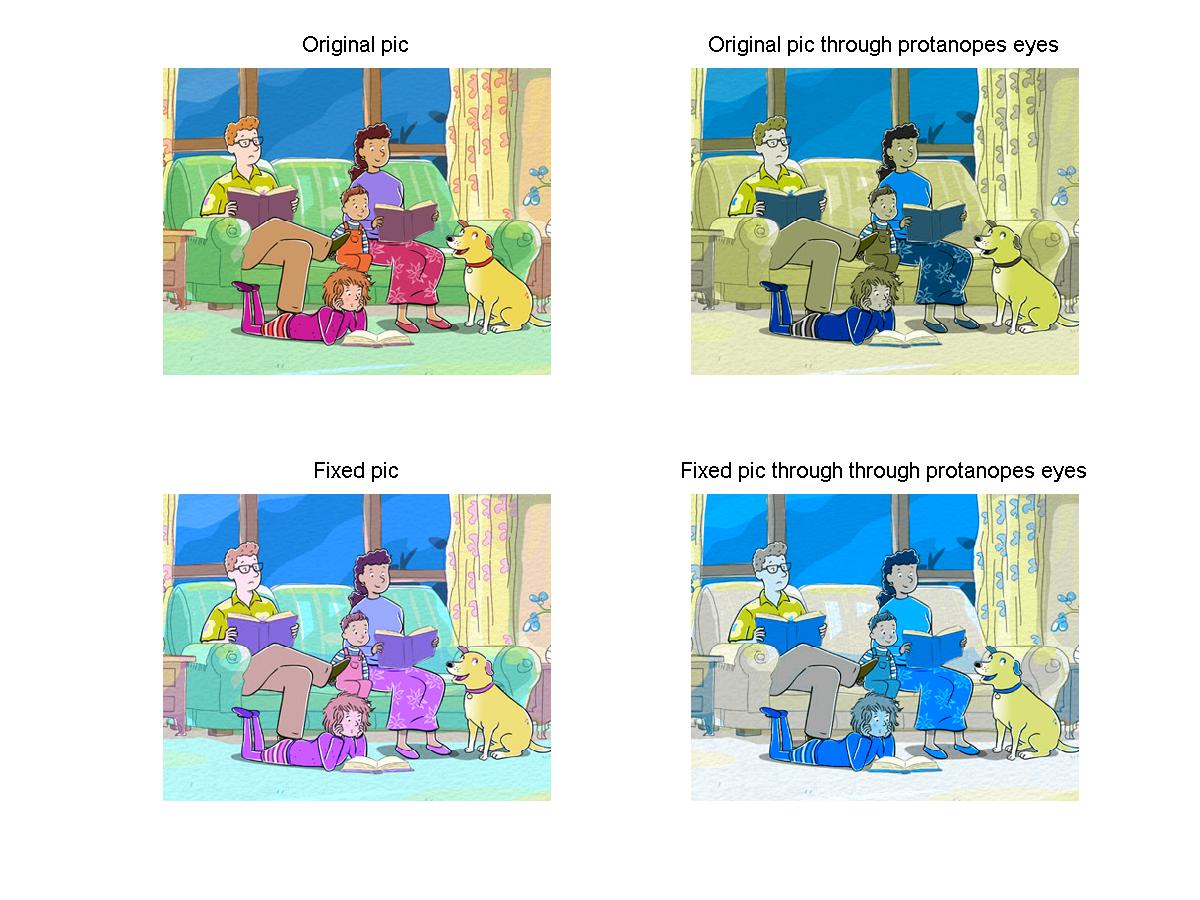 Original pic
Original pic through protanopes eyes
Fixed pic
Fixed pic through through protanopes eyes